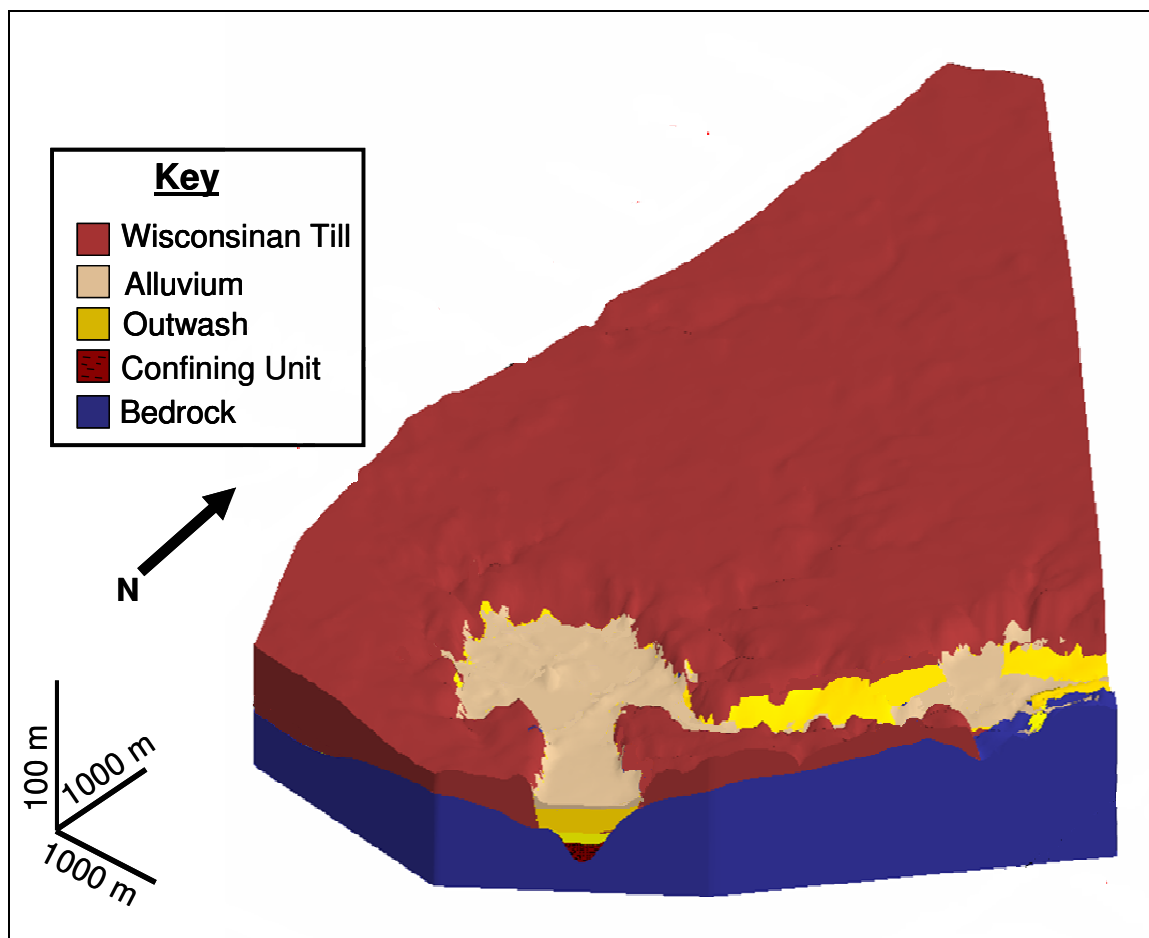 Key
Wisconsinan Till
Alluvium
Outwash
Confining Unit
Bedrock
N
100 m
1000 m
1000 m